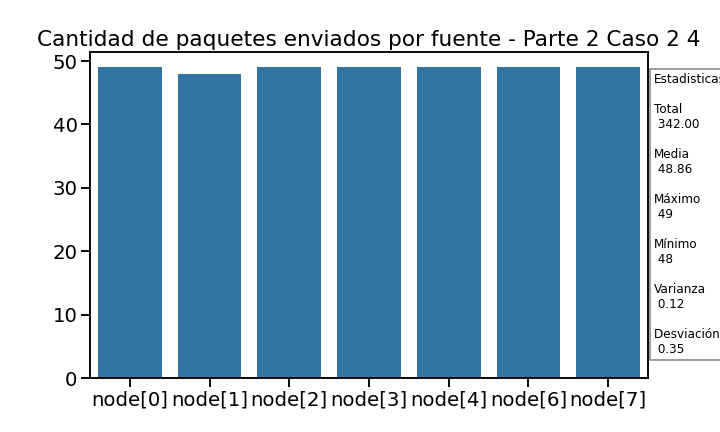 Cantidad de paquetes enviados por fuente - Parte 2 Caso 2 4
50
40
30
20
10
0
node[0] node[1] node[2] node[3] node[4] node[6] node[7]
Estadisticas
Total
342.00
Media
48.86
Máximo
49
Mínimo
48
Varianza
0.12
Desviación
0.35